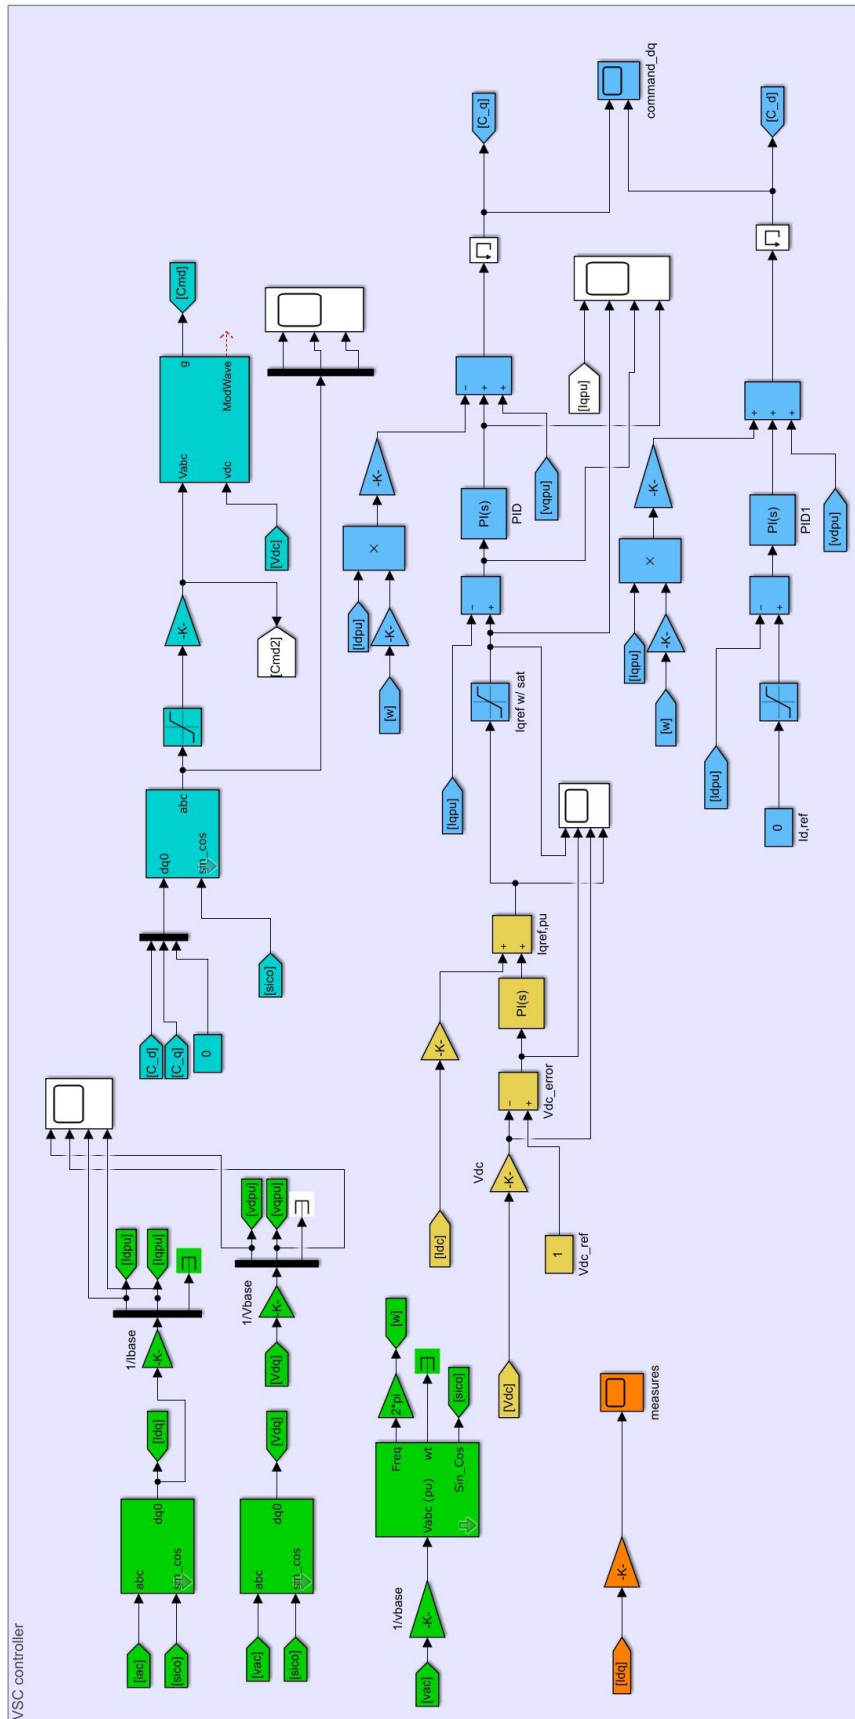 VSC controller
[iac]
[sico]
abc
sin_cos
dq0
[Idq]
1/Ibase
-K-
[Idpu]
[Iqpu]
[vac]
[sico]
abc
sin_cos
dq0
[Vdq]
[Vdq]
1/Vbase
-K-
[vdpu]
[vqpu]
[vac]
1/vbase
-K-
Vabc (pu)
Freq
wt
Sin_Cos
2*pi
[w]
[sico]
[C_d]
[C_q]
0
[sico]
dq0
sin_cos
abc
-K-
[Cmd2]
[Vdc]
Vabc
vdc
g
ModWave
[Cmd]
[Idc]
-K-
[Vdc]
Vdc
-K-
1
Vdc_ref
Vdc_error
−
+
PI(s)
+
+
Iqref,pu
[Iqpu]
Iqref w/ sat
−
+
PI(s)
PID
[w]
-K-
[Idpu]
×
-K-
[vqpu]
−
+
+
[Iqpu]
[C_q]
command_dq
0
Id,ref
[Idpu]
−
+
PI(s)
PID1
[w]
-K-
[Iqpu]
×
-K-
[vdpu]
+
+
+
[C_d]
[Idq]
-K-
measures